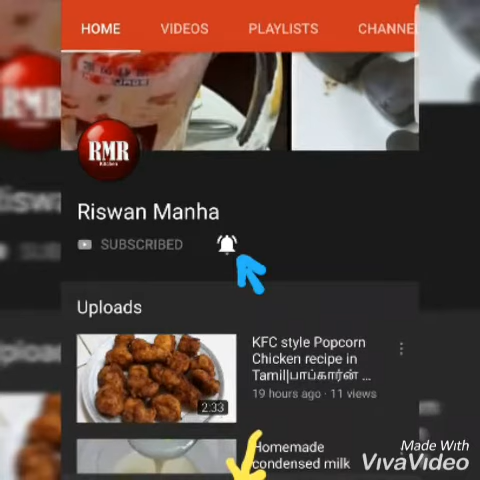 HOME VIDEOS PLAYLISTS CHANNE
RMR
Kitchen
Riswan Manha
SUBSCRIBED
Uploads
KFC style Popcorn
Chicken recipe in
Tamil|பாப்கார்ன் ...
2:33
19 hours ago · 11 views
Homemade
condensed milk
Made With
VivaVideo